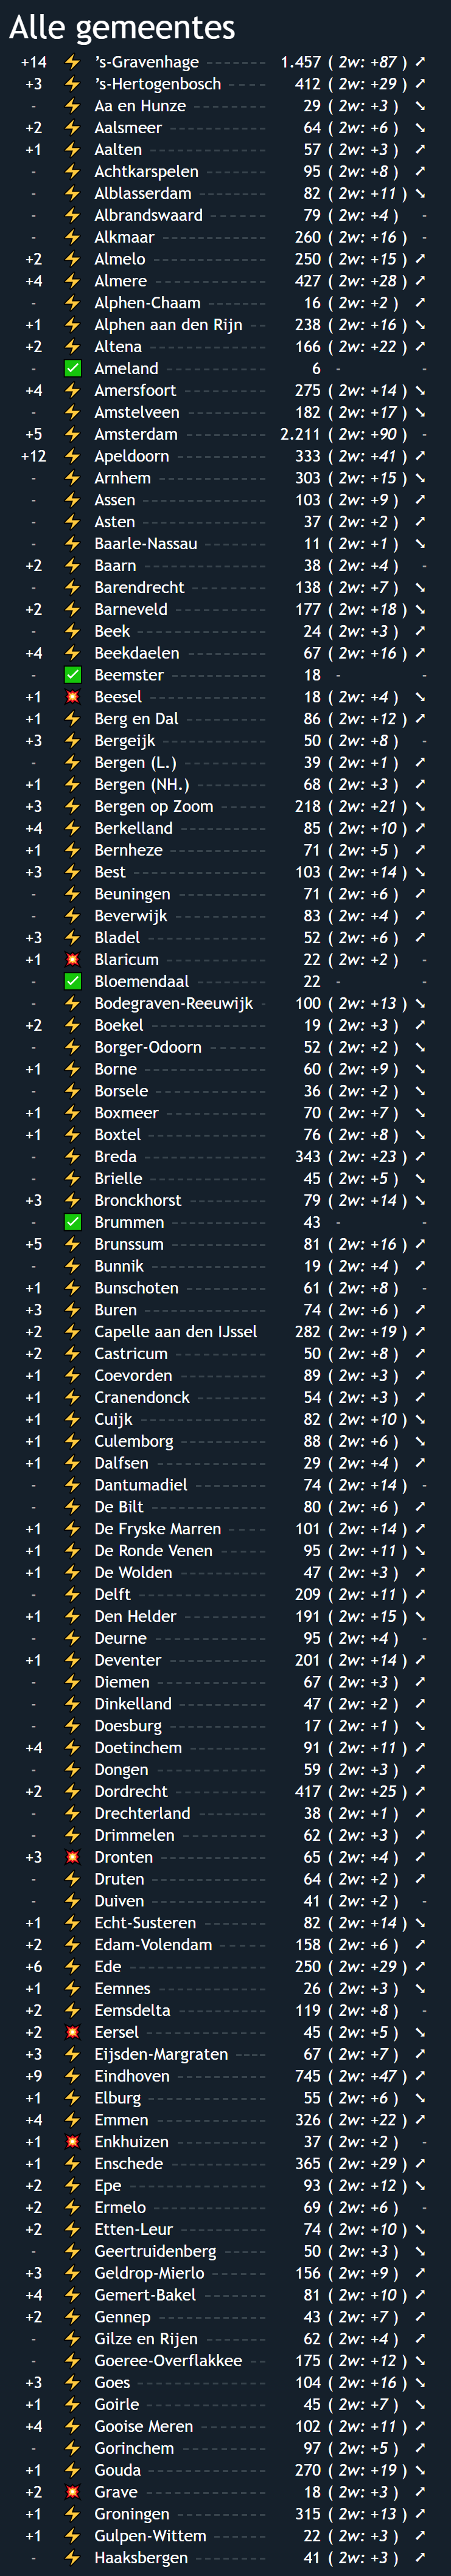 Alle gemeentes
+14 ⚡ ’s-Gravenhage ------- 1.457 ( 2w: +87 ) ➚
+3 ⚡ ’s-Hertogenbosch ----- 412 ( 2w: +29 ) ➚
- ⚡ Aa en Hunze -------- 29 ( 2w: +3 ) ➘
+2 ⚡ Aalsmeer ---------- 64 ( 2w: +6 ) ➘
+1 ⚡ Aalten ------------ 57 ( 2w: +3 ) ➚
- ⚡ Achtkarspelen ------- 95 ( 2w: +8 ) ➚
- ⚡ Alblasserdam -------- 82 ( 2w: +11 ) ➘
- ⚡ Albrandswaard ------- 79 ( 2w: +4 ) -
- ⚡ Alkmaar ----------- 260 ( 2w: +16 ) -
+2 ⚡ Almelo ------------ 250 ( 2w: +15 ) ➚
+4 ⚡ Almere ------------ 427 ( 2w: +28 ) ➚
- ⚡ Alphen-Chaam ------- 16 ( 2w: +2 ) ➚
+1 ⚡ Alphen aan den Rijn -- 238 ( 2w: +16 ) ➘
+2 ⚡ Altena ------------ 166 ( 2w: +22 ) ➚
- ✅ Ameland ----------- 6 - -
+4 ⚡ Amersfoort --------- 275 ( 2w: +14 ) ➘
- ⚡ Amstelveen --------- 182 ( 2w: +17 ) ➘
+5 ⚡ Amsterdam --------- 2.211 ( 2w: +90 ) -
+12 ⚡ Apeldoorn ---------- 333 ( 2w: +41 ) ➚
- ⚡ Arnhem ----------- 303 ( 2w: +15 ) ➘
- ⚡ Assen ------------ 103 ( 2w: +9 ) ➚
- ⚡ Asten ------------- 37 ( 2w: +2 ) ➚
- ⚡ Baarle-Nassau ------- 11 ( 2w: +1 ) ➘
+2 ⚡ Baarn ------------- 38 ( 2w: +4 ) -
- ⚡ Barendrecht -------- 138 ( 2w: +7 ) ➘
+2 ⚡ Barneveld ---------- 177 ( 2w: +18 ) ➘
- ⚡ Beek ------------- 24 ( 2w: +3 ) ➚
+4 ⚡ Beekdaelen --------- 67 ( 2w: +16 ) ➚
- ✅ Beemster ---------- 18 - -
+1 💥 Beesel ------------ 18 ( 2w: +4 ) ➘
+1 ⚡ Berg en Dal -------- 86 ( 2w: +12 ) ➚
+3 ⚡ Bergeijk ----------- 50 ( 2w: +8 ) -
- ⚡ Bergen (L.) --------- 39 ( 2w: +1 ) ➚
+1 ⚡ Bergen (NH.) ------- 68 ( 2w: +3 ) ➚
+3 ⚡ Bergen op Zoom ----- 218 ( 2w: +21 ) ➘
+4 ⚡ Berkelland --------- 85 ( 2w: +10 ) ➚
+1 ⚡ Bernheze ---------- 71 ( 2w: +5 ) ➚
+3 ⚡ Best -------------- 103 ( 2w: +14 ) ➘
- ⚡ Beuningen --------- 71 ( 2w: +6 ) ➚
- ⚡ Beverwijk ---------- 83 ( 2w: +4 ) ➚
+3 ⚡ Bladel ------------ 52 ( 2w: +6 ) ➚
+1 💥 Blaricum ---------- 22 ( 2w: +2 ) -
- ✅ Bloemendaal -------- 22 - -
- ⚡ Bodegraven-Reeuwijk - 100 ( 2w: +13 ) ➘
+2 ⚡ Boekel ------------ 19 ( 2w: +3 ) ➚
- ⚡ Borger-Odoorn ------ 52 ( 2w: +2 ) ➘
+1 ⚡ Borne ------------- 60 ( 2w: +9 ) ➘
- ⚡ Borsele ------------ 36 ( 2w: +2 ) ➘
+1 ⚡ Boxmeer ----------- 70 ( 2w: +7 ) ➘
+1 ⚡ Boxtel ------------ 76 ( 2w: +8 ) ➘
- ⚡ Breda ------------- 343 ( 2w: +23 ) ➚
- ⚡ Brielle ------------ 45 ( 2w: +5 ) ➘
+3 ⚡ Bronckhorst -------- 79 ( 2w: +14 ) ➘
- ✅ Brummen ---------- 43 - -
+5 ⚡ Brunssum ---------- 81 ( 2w: +16 ) ➚
- ⚡ Bunnik ------------ 19 ( 2w: +4 ) ➚
+1 ⚡ Bunschoten -------- 61 ( 2w: +8 ) -
+3 ⚡ Buren ------------ 74 ( 2w: +6 ) ➚
+2 ⚡ Capelle aan den IJssel 282 ( 2w: +19 ) ➚
+2 ⚡ Castricum ---------- 50 ( 2w: +8 ) ➚
+1 ⚡ Coevorden --------- 89 ( 2w: +3 ) ➚
+1 ⚡ Cranendonck ------- 54 ( 2w: +3 ) ➚
+1 ⚡ Cuijk ------------- 82 ( 2w: +10 ) ➘
+1 ⚡ Culemborg --------- 88 ( 2w: +6 ) ➘
+1 ⚡ Dalfsen ----------- 29 ( 2w: +4 ) ➚
- ⚡ Dantumadiel -------- 74 ( 2w: +14 ) -
- ⚡ De Bilt ------------ 80 ( 2w: +6 ) ➚
+1 ⚡ De Fryske Marren ---- 101 ( 2w: +14 ) ➚
+1 ⚡ De Ronde Venen ----- 95 ( 2w: +11 ) ➘
+1 ⚡ De Wolden --------- 47 ( 2w: +3 ) ➚
- ⚡ Delft ------------- 209 ( 2w: +11 ) ➚
+1 ⚡ Den Helder --------- 191 ( 2w: +15 ) ➘
- ⚡ Deurne ----------- 95 ( 2w: +4 ) -
+1 ⚡ Deventer ---------- 201 ( 2w: +14 ) ➚
- ⚡ Diemen ----------- 67 ( 2w: +3 ) ➚
- ⚡ Dinkelland --------- 47 ( 2w: +2 ) ➚
- ⚡ Doesburg ---------- 17 ( 2w: +1 ) ➘
+4 ⚡ Doetinchem -------- 91 ( 2w: +11 ) ➚
- ⚡ Dongen ----------- 59 ( 2w: +3 ) ➚
+2 ⚡ Dordrecht ---------- 417 ( 2w: +25 ) ➚
- ⚡ Drechterland ------- 38 ( 2w: +1 ) ➚
- ⚡ Drimmelen --------- 62 ( 2w: +3 ) ➚
+3 💥 Dronten ----------- 65 ( 2w: +4 ) ➚
- ⚡ Druten ------------ 64 ( 2w: +2 ) ➚
- ⚡ Duiven ------------ 41 ( 2w: +2 ) -
+1 ⚡ Echt-Susteren ------- 82 ( 2w: +14 ) ➘
+2 ⚡ Edam-Volendam ----- 158 ( 2w: +6 ) ➚
+6 ⚡ Ede -------------- 250 ( 2w: +29 ) ➚
+1 ⚡ Eemnes ----------- 26 ( 2w: +3 ) ➘
+2 ⚡ Eemsdelta --------- 119 ( 2w: +8 ) -
+2 💥 Eersel ------------ 45 ( 2w: +5 ) ➘
+3 ⚡ Eijsden-Margraten ---- 67 ( 2w: +7 ) ➚
+9 ⚡ Eindhoven --------- 745 ( 2w: +47 ) ➚
+1 ⚡ Elburg ------------ 55 ( 2w: +6 ) ➘
+4 ⚡ Emmen ----------- 326 ( 2w: +22 ) ➚
+1 💥 Enkhuizen --------- 37 ( 2w: +2 ) -
+1 ⚡ Enschede ---------- 365 ( 2w: +29 ) ➚
+2 ⚡ Epe -------------- 93 ( 2w: +12 ) ➘
+2 ⚡ Ermelo ----------- 69 ( 2w: +6 ) -
+2 ⚡ Etten-Leur --------- 74 ( 2w: +10 ) ➘
- ⚡ Geertruidenberg ----- 50 ( 2w: +3 ) ➘
+3 ⚡ Geldrop-Mierlo ------ 156 ( 2w: +9 ) ➚
+4 ⚡ Gemert-Bakel ------- 81 ( 2w: +10 ) ➚
+2 ⚡ Gennep ----------- 43 ( 2w: +7 ) ➚
- ⚡ Gilze en Rijen ------- 62 ( 2w: +4 ) ➚
- ⚡ Goeree-Overflakkee -- 175 ( 2w: +12 ) ➘
+3 ⚡ Goes ------------- 104 ( 2w: +16 ) ➘
+1 ⚡ Goirle ------------ 45 ( 2w: +7 ) ➘
+4 ⚡ Gooise Meren ------- 102 ( 2w: +11 ) ➚
- ⚡ Gorinchem --------- 97 ( 2w: +5 ) ➚
+1 ⚡ Gouda ------------ 270 ( 2w: +19 ) ➘
+2 💥 Grave ------------ 18 ( 2w: +3 ) ➚
+1 ⚡ Groningen --------- 315 ( 2w: +13 ) ➚
+1 ⚡ Gulpen-Wittem ------ 22 ( 2w: +3 ) ➚
- ⚡ Haaksbergen -------- 41 ( 2w: +3 ) ➚